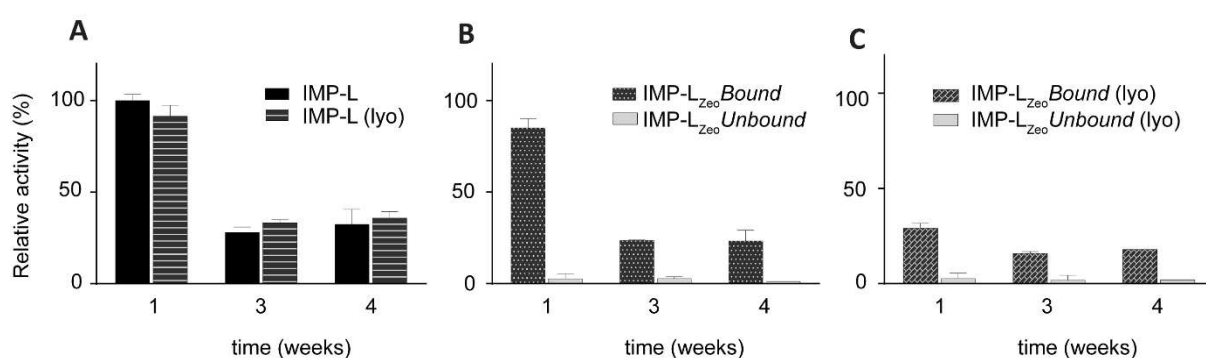 A
Relative activity (%)
100
50
0
IMP-L
IMP-L (lyo)
1 3 4
time (weeks)
B
100
50
0
IMP-LZeoBound
IMP-LZeoUnbound
1 3 4
time (weeks)
C
100
50
0
IMP-LZeoBound (lyo)
IMP-LZeoUnbound (lyo)
1 3 4
time (weeks)